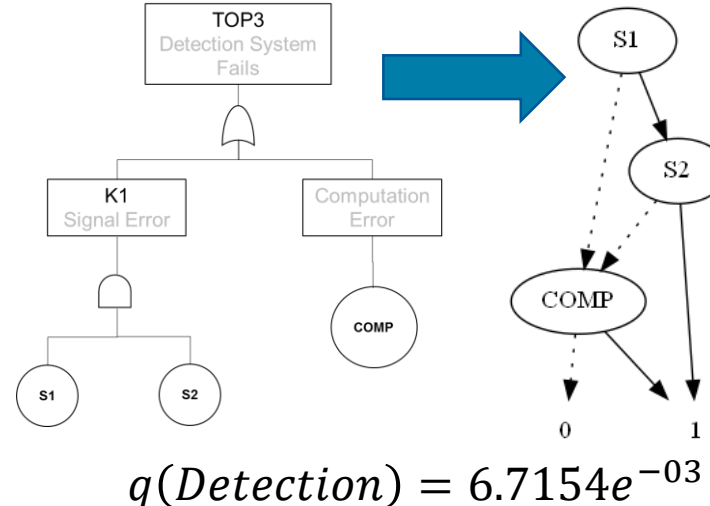 TOP3
Detection System
Fails
K1
Signal Error
Computation
Error
S1
S2
COMP
S1
S2
COMP
0
1
q(Detection) = 6.7154e⁻⁰³